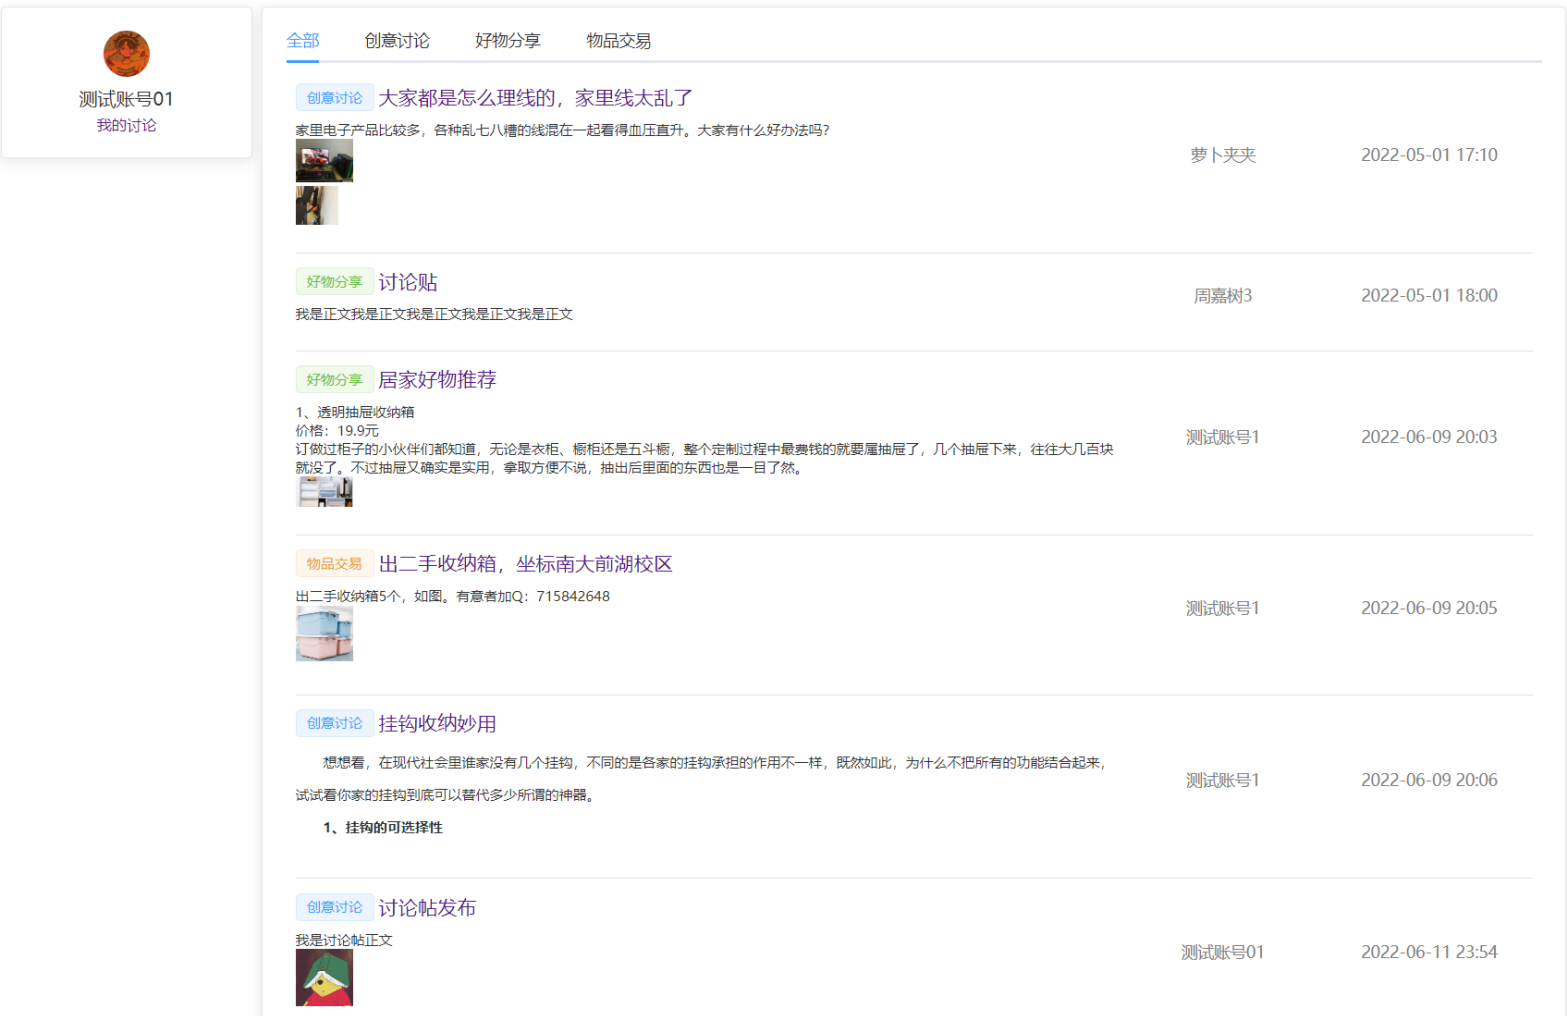 测试账号01
我的讨论
全部 创意讨论 好物分享 物品交易
创意讨论 大家都是怎么理线的，家里线太乱了
家里电子产品比较多，各种乱七八糟的线混在一起看得血压直升。大家有什么好办法吗?
萝卜夹夹 2022-05-01 17:10
好物分享 讨论贴
我是正文我是正文我是正文我是正文我是正文
周嘉树3 2022-05-01 18:00
好物分享 居家好物推荐
1、透明抽屉收纳箱
价格：19.9元
订做过柜子的小伙伴们都知道，无论是衣柜、橱柜还是五斗橱，整个定制过程中最费钱的就要属抽屉了，几个抽屉下来，往往大几百块
就没了。不过抽屉又确实是实用，拿取方便不说，抽出后里面的东西也是一目了然。
测试账号1 2022-06-09 20:03
物品交易 出二手收纳箱，坐标南大前湖校区
出二手收纳箱5个，如图。有意者加Q：715842648
测试账号1 2022-06-09 20:05
创意讨论 挂钩收纳妙用
想想看，在现代社会里谁家没有几个挂钩，不同的是各家的挂钩承担的作用不一样，既然如此，为什么不把所有的功能结合起来，
试试看你家的挂钩到底可以替代多少所谓的神器。
1、挂钩的可选择性
测试账号1 2022-06-09 20:06
创意讨论 讨论帖发布
我是讨论帖正文
测试账号01 2022-06-11 23:54